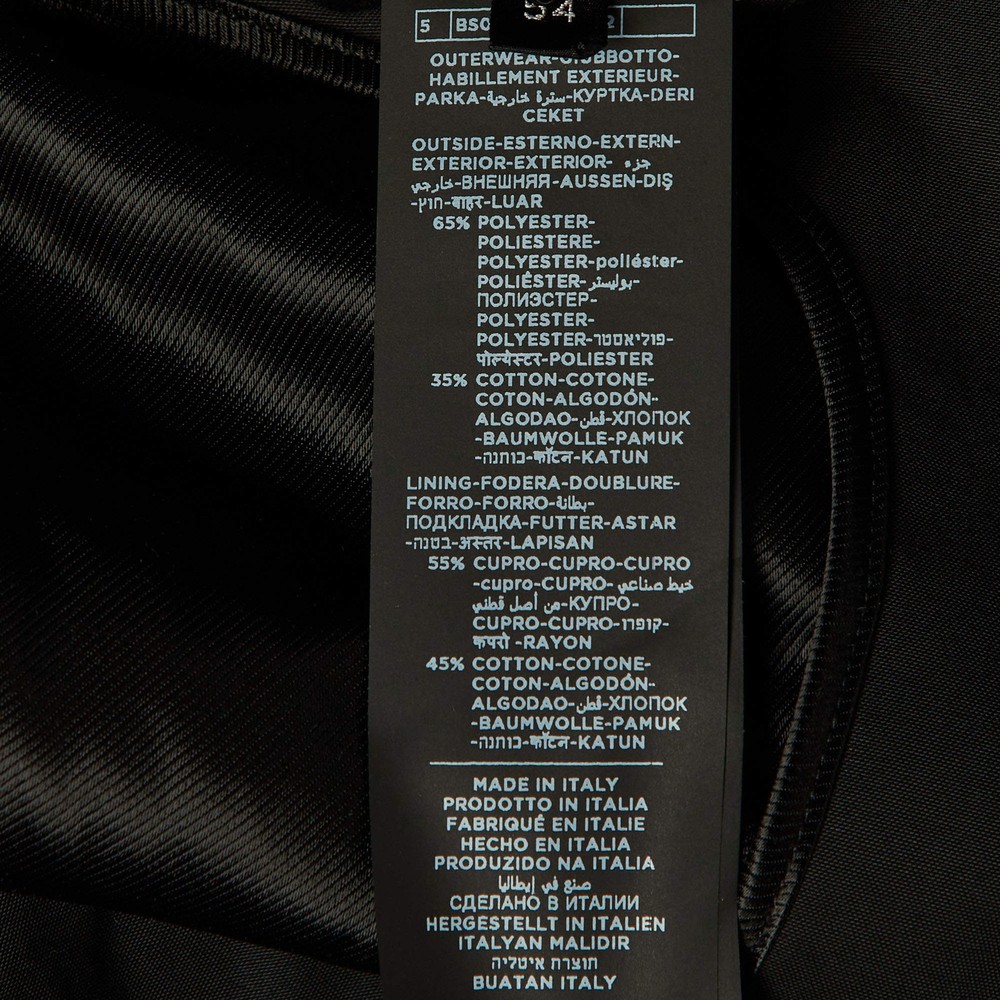 54
5 BS 2
OUTERWEAR-GIUBBOTTO-
HABILLEMENT EXTERIEUR-
PARKA-سترة خارجية-КУРТКА-DERI
CEKET
OUTSIDE-ESTERNO-EXTERN-
EXTERIOR-EXTERIOR- جزء
خارجي-ВНЕШНЯЯ-AUSSEN-DIŞ
-חוץ-बाहर-LUAR
65% POLYESTER-
POLIESTERE-
POLYESTER-poliéster-
POLIÉSTER-بوليستر-
ПОЛИЭСТЕР-
POLYESTER-
POLYESTER-פוליאסטר-
पोल्येस्टर-POLIESTER
35% COTTON-COTONE-
COTON-ALGODÓN-
ALGODAO-قطن-ХЛОПОК
-BAUMWOLLE-PAMUK
-כותנה-कॉटन-KATUN
LINING-FODERA-DOUBLURE-
FORRO-FORRO-بطانة-
ПОДКЛАДКА-FUTTER-ASTAR
-בטנה-अस्तर-LAPISAN
55% CUPRO-CUPRO-CUPRO
-cupro-CUPRO- خيط صناعي
من أصل قطني-КУПРО-
CUPRO-CUPRO-קופרו-
कपरो -RAYON
45% COTTON-COTONE-
COTON-ALGODÓN-
ALGODAO-قطن-ХЛОПОК
-BAUMWOLLE-PAMUK
-כותנה-कॉटन-KATUN
MADE IN ITALY
PRODOTTO IN ITALIA
FABRIQUÉ EN ITALIE
HECHO EN ITALIA
PRODUZIDO NA ITALIA
صنع في إيطاليا
СДЕЛАНО В ИТАЛИИ
HERGESTELLT IN ITALIEN
ITALYAN MALIDIR
תוצרת איטליה
BUATAN ITALY